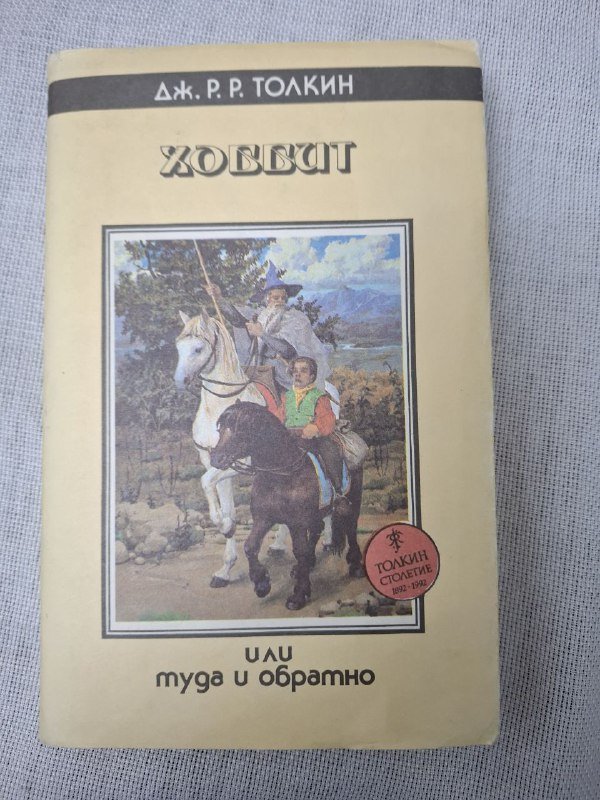 Дж. Р. Р. ТОЛКИН
ХОББИТ
ТОЛКИН
СТОЛЕТИЕ
1892-1992
или
туда и обратно